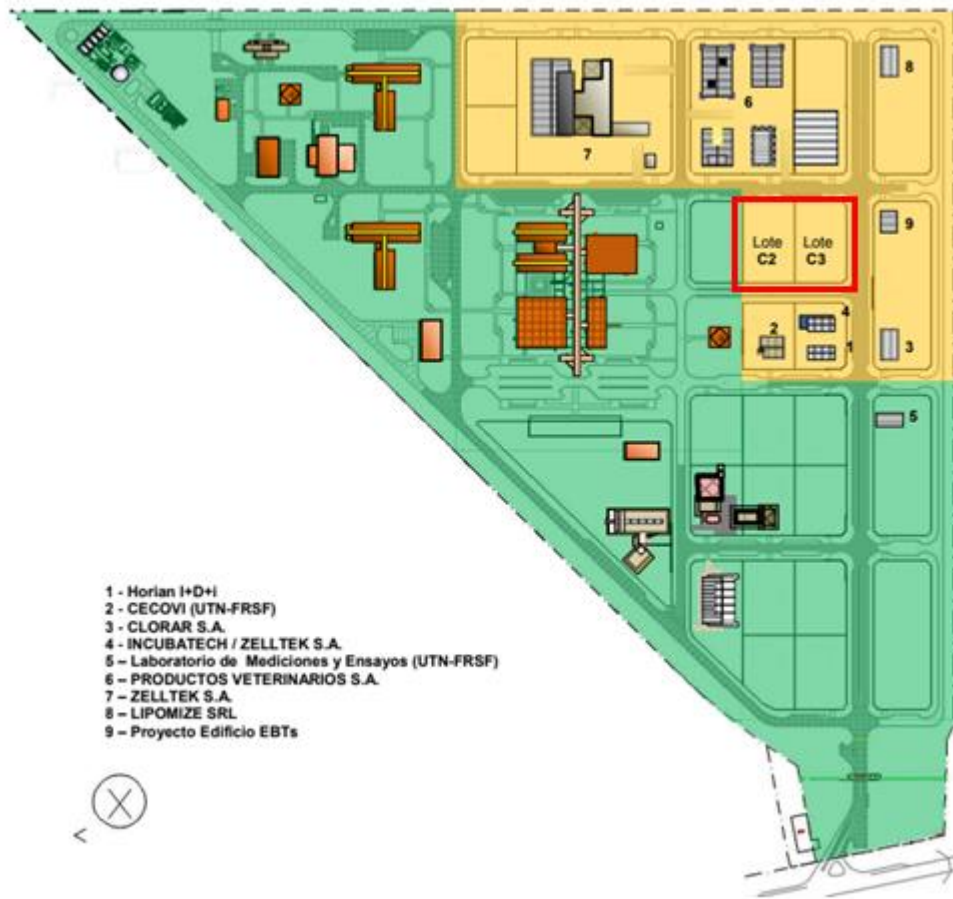 8
6
7
9
Lote C2
Lote C3
4
2
1
3
5
1 - Horian I+D+i
2 - CECOVI (UTN-FRSF)
3 - CLORAR S.A.
4 - INCUBATECH / ZELLTEK S.A.
5 – Laboratorio de Mediciones y Ensayos (UTN-FRSF)
6 – PRODUCTOS VETERINARIOS S.A.
7 – ZELLTEK S.A.
8 – LIPOMIZE SRL
9 – Proyecto Edificio EBTs